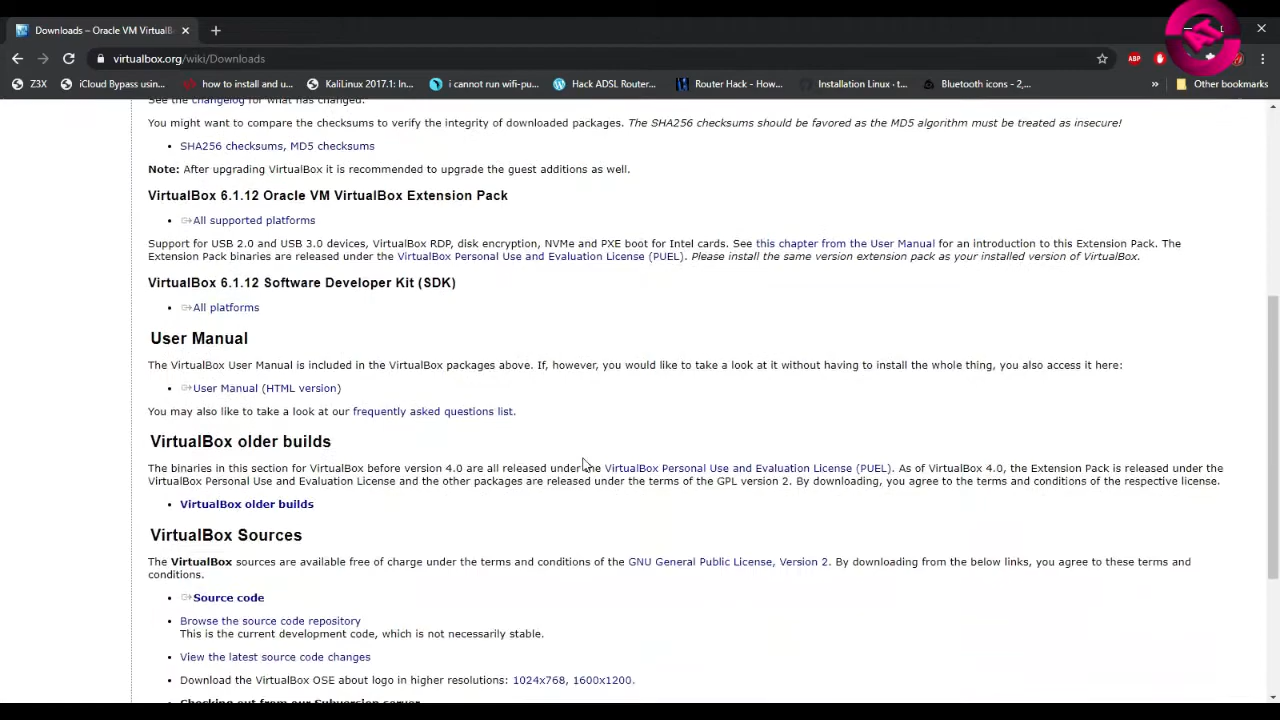 Downloads – Oracle VM VirtualB
virtualbox.org/wiki/Downloads
ABP
Z3X
iCloud Bypass using...
how to install and u...
KaliLinux 2017.1: In...
i cannot run wifi-pu...
Hack ADSL Router...
Router Hack - How...
Installation Linux · t...
Bluetooth icons - 2,...
»
Other bookmarks
See the changelog for what has changed.
You might want to compare the checksums to verify the integrity of downloaded packages. The SHA256 checksums should be favored as the MD5 algorithm must be treated as insecure!
• SHA256 checksums, MD5 checksums
Note: After upgrading VirtualBox it is recommended to upgrade the guest additions as well.
VirtualBox 6.1.12 Oracle VM VirtualBox Extension Pack
• All supported platforms
Support for USB 2.0 and USB 3.0 devices, VirtualBox RDP, disk encryption, NVMe and PXE boot for Intel cards. See this chapter from the User Manual for an introduction to this Extension Pack. The
Extension Pack binaries are released under the VirtualBox Personal Use and Evaluation License (PUEL). Please install the same version extension pack as your installed version of VirtualBox.
VirtualBox 6.1.12 Software Developer Kit (SDK)
• All platforms
User Manual
The VirtualBox User Manual is included in the VirtualBox packages above. If, however, you would like to take a look at it without having to install the whole thing, you also access it here:
• User Manual (HTML version)
You may also like to take a look at our frequently asked questions list.
VirtualBox older builds
The binaries in this section for VirtualBox before version 4.0 are all released under the VirtualBox Personal Use and Evaluation License (PUEL). As of VirtualBox 4.0, the Extension Pack is released under the
VirtualBox Personal Use and Evaluation License and the other packages are released under the terms of the GPL version 2. By downloading, you agree to the terms and conditions of the respective license.
• VirtualBox older builds
VirtualBox Sources
The VirtualBox sources are available free of charge under the terms and conditions of the GNU General Public License, Version 2. By downloading from the below links, you agree to these terms and
conditions.
• Source code
• Browse the source code repository
This is the current development code, which is not necessarily stable.
• View the latest source code changes
• Download the VirtualBox OSE about logo in higher resolutions: 1024x768, 1600x1200.
• Checking out from our Subversion server